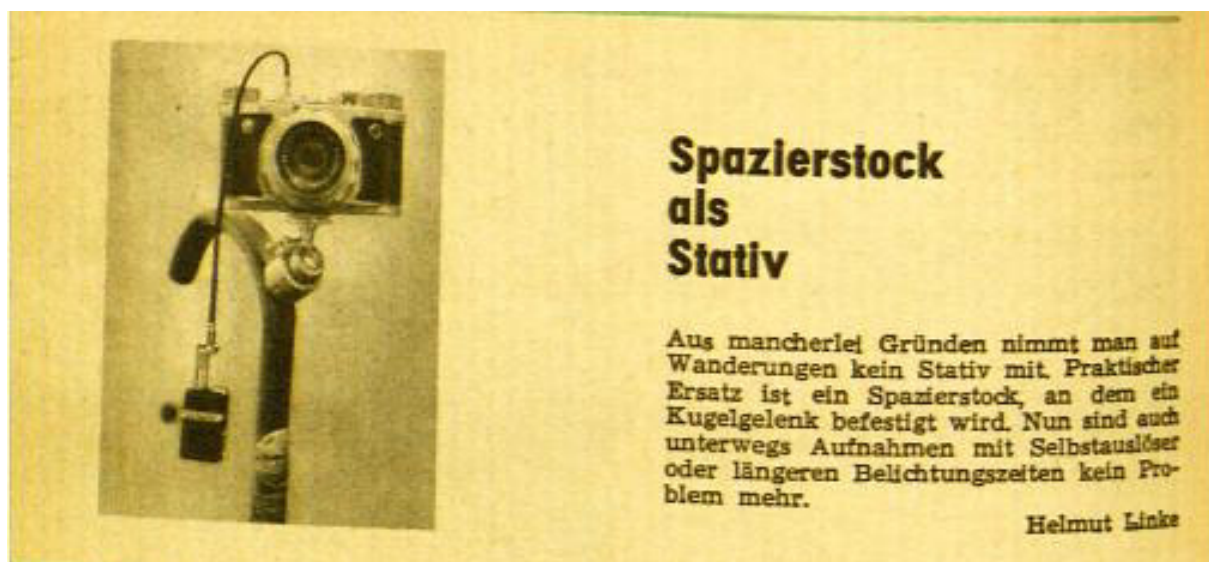 Spazierstock
als
Stativ
Aus mancherlei Gründen nimmt man auf
Wanderungen kein Stativ mit. Praktischer
Ersatz ist ein Spazierstock, an dem ein
Kugelgelenk befestigt wird. Nun sind auch
unterwegs Aufnahmen mit Selbstauslöser
oder längeren Belichtungszeiten kein Pro-
blem mehr.
Helmut Linke